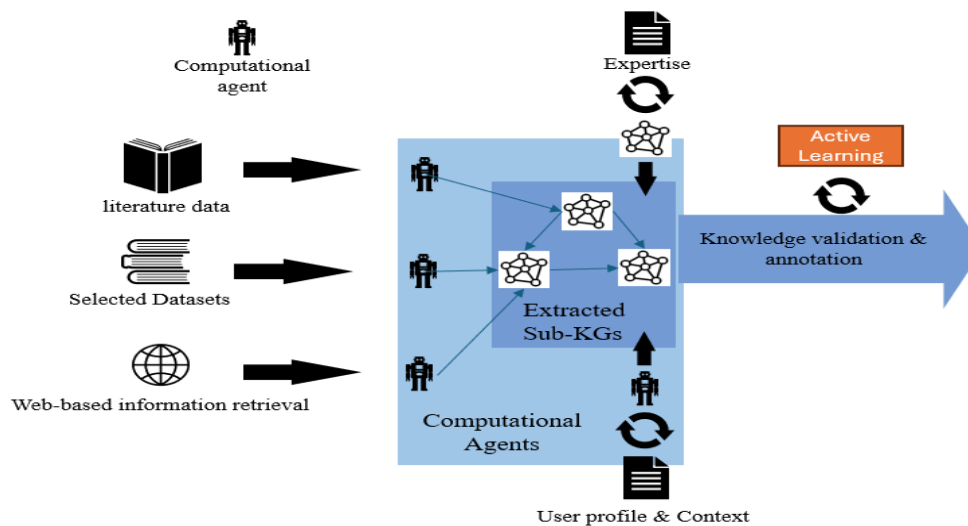 Computational
agent
Expertise
Active
Learning
literature data
Knowledge validation &
annotation
Selected Datasets
Extracted
Sub-KGs
Web-based information retrieval
Computational
Agents
User profile & Context